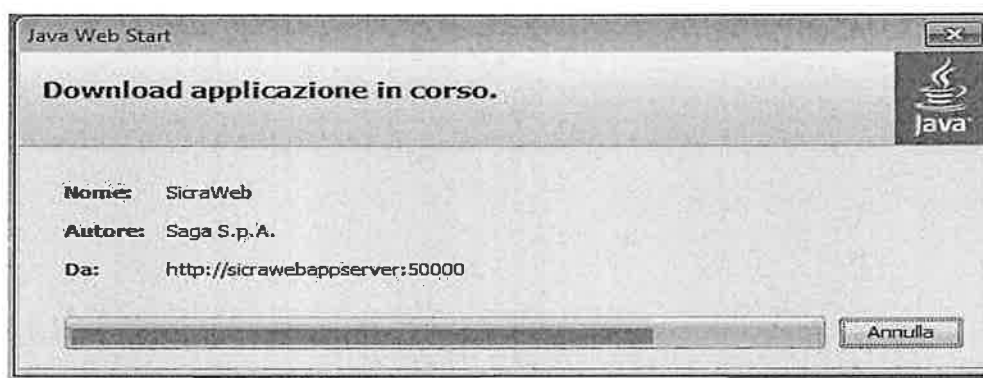 Java Web Start
Download applicazione in corso.
Java
Nome: SicraWeb
Autore: Saga S.p.A.
Da: http://sicrawebappserver:50000
Annulla